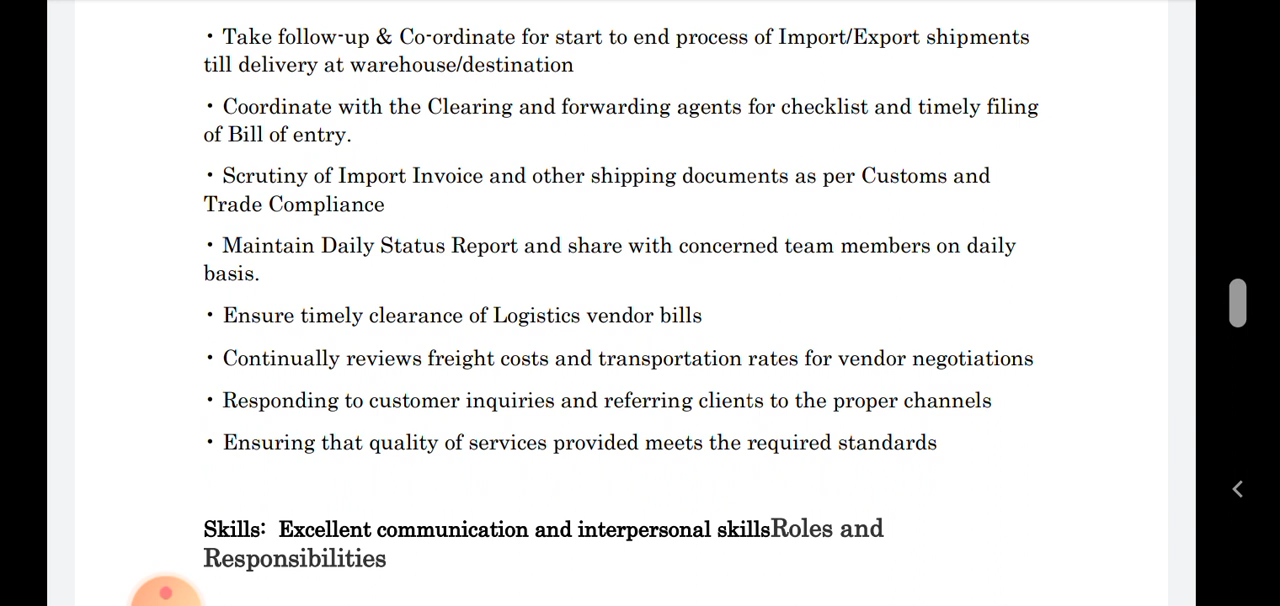 · Take follow-up & Co-ordinate for start to end process of Import/Export shipments
till delivery at warehouse/destination
· Coordinate with the Clearing and forwarding agents for checklist and timely filing
of Bill of entry.
· Scrutiny of Import Invoice and other shipping documents as per Customs and
Trade Compliance
· Maintain Daily Status Report and share with concerned team members on daily
basis.
· Ensure timely clearance of Logistics vendor bills
· Continually reviews freight costs and transportation rates for vendor negotiations
· Responding to customer inquiries and referring clients to the proper channels
· Ensuring that quality of services provided meets the required standards
Skills: Excellent communication and interpersonal skillsRoles and
Responsibilities